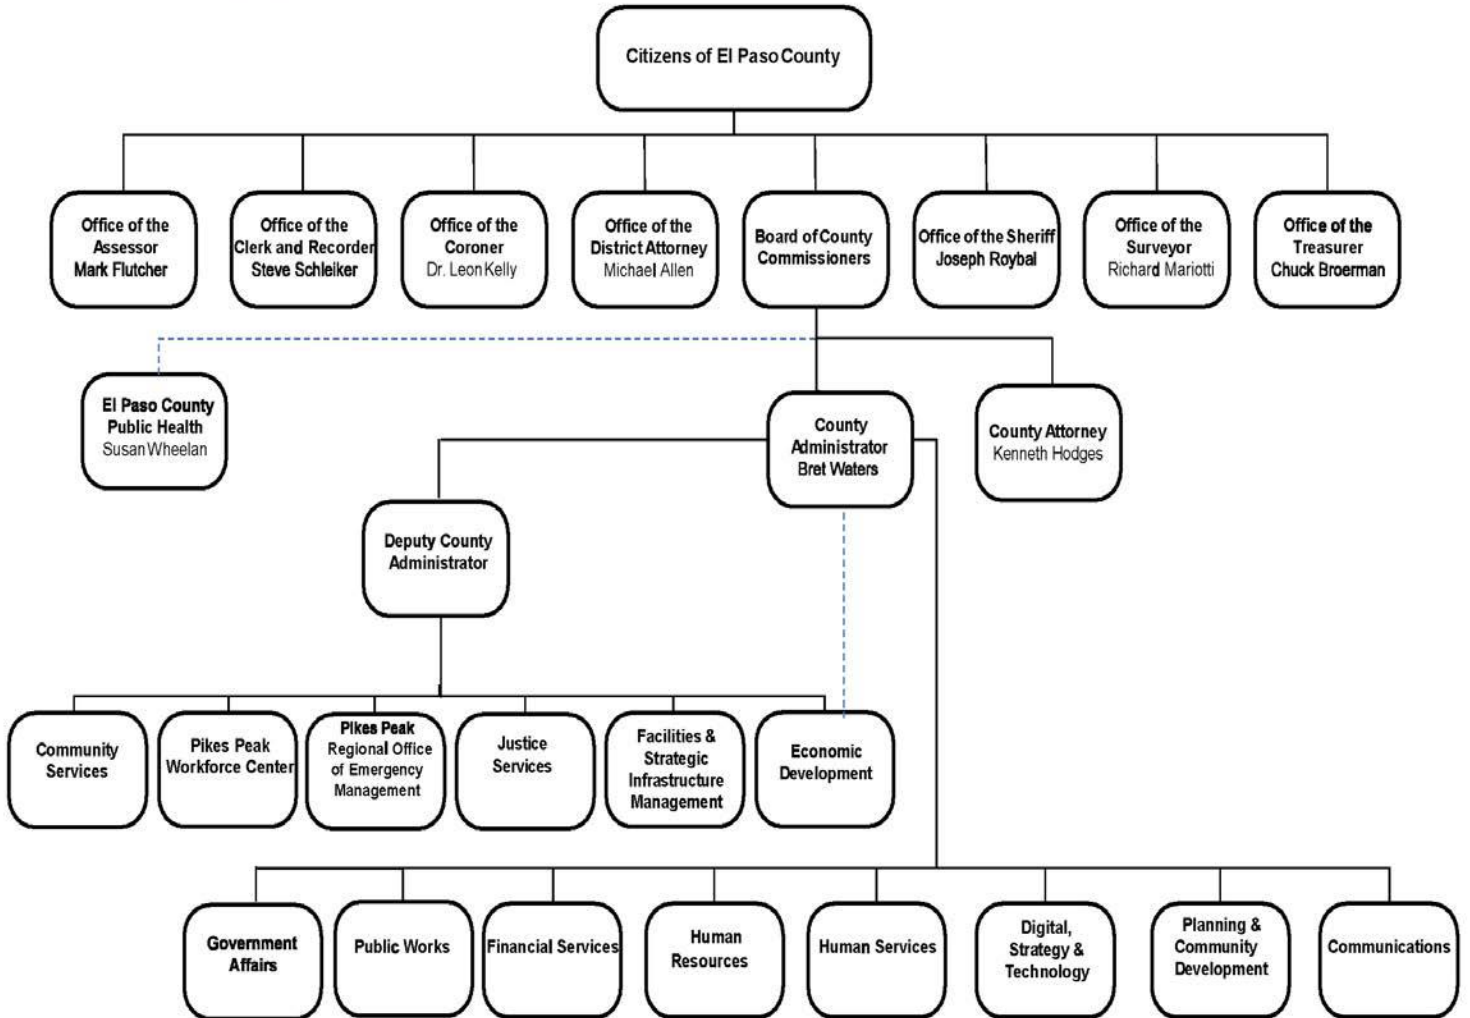 Citizens of El Paso County
Office of the
Assessor
Mark Flutcher
Office of the
Clerk and Recorder
Steve Schleiker
Office of the
Coroner
Dr. Leon Kelly
Office of the
District Attorney
Michael Allen
Board of County
Commissioners
Office of the Sheriff
Joseph Roybal
Office of the
Surveyor
Richard Mariotti
Office of the
Treasurer
Chuck Broerman
El Paso County
Public Health
Susan Wheelan
County
Administrator
Bret Waters
County Attorney
Kenneth Hodges
Deputy County
Administrator
Community
Services
Pikes Peak
Workforce Center
Pikes Peak
Regional Office
of Emergency
Management
Justice
Services
Facilities &
Strategic
Infrastructure
Management
Economic
Development
Government
Affairs
Public Works
Financial Services
Human
Resources
Human Services
Digital,
Strategy &
Technology
Planning &
Community
Development
Communications